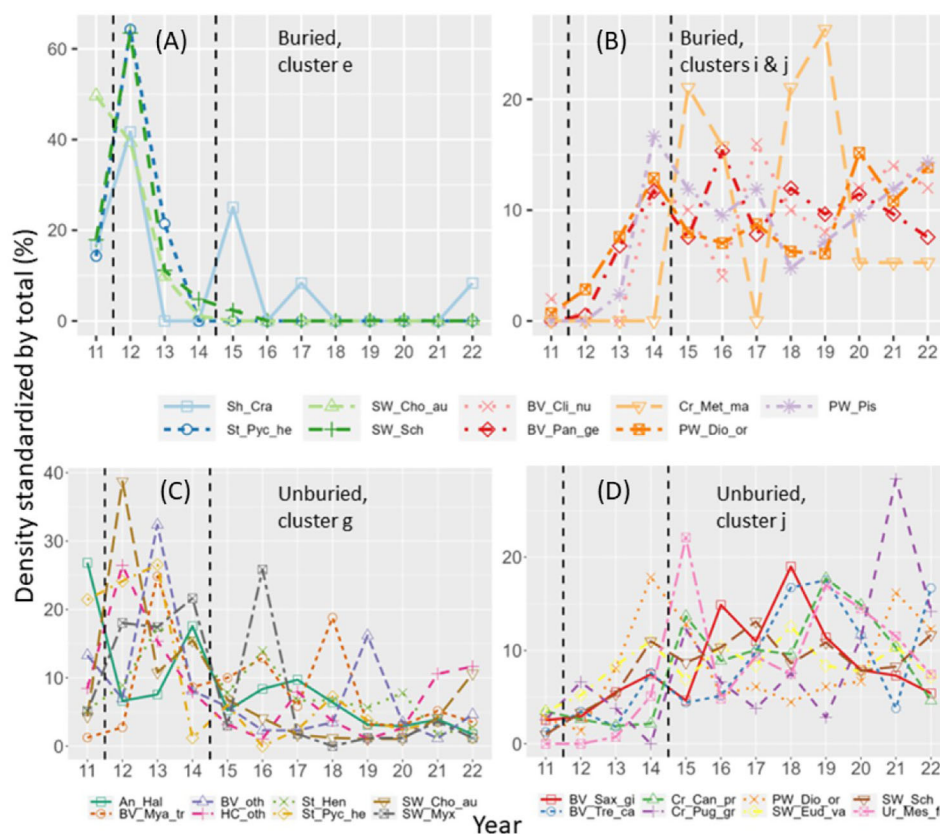 Density standardized by total (%)
(A) Buried,
cluster e
60
40
20
0
11 12 13 14 15 16 17 18 19 20 21 22
(B) Buried,
clusters i & j
20
10
0
11 12 13 14 15 16 17 18 19 20 21 22
Sh_Cra SW_Cho_au BV_Cli_nu Cr_Met_ma PW_Pis
St_Pyc_he SW_Sch BV_Pan_ge PW_Dio_or
(C) Unburied,
cluster g
40
30
20
10
0
11 12 13 14 15 16 17 18 19 20 21 22
(D) Unburied,
cluster j
20
10
0
11 12 13 14 15 16 17 18 19 20 21 22
An_Hal BV_oth St_Hen SW_Cho_au
BV_Mya_tr HC_oth St_Pyc_he SW_Myx
BV_Sax_gi Cr_Can_pr PW_Dio_or SW_Sch
BV_Tre_ca Cr_Pug_gr SW_Eud_va Ur_Mes_f
Year